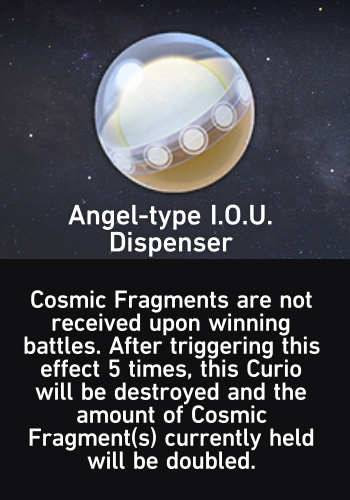 Angel-type I.O.U.
Dispenser
Cosmic Fragments are not
received upon winning
battles. After triggering this
effect 5 times, this Curio
will be destroyed and the
amount of Cosmic
Fragment(s) currently held
will be doubled.